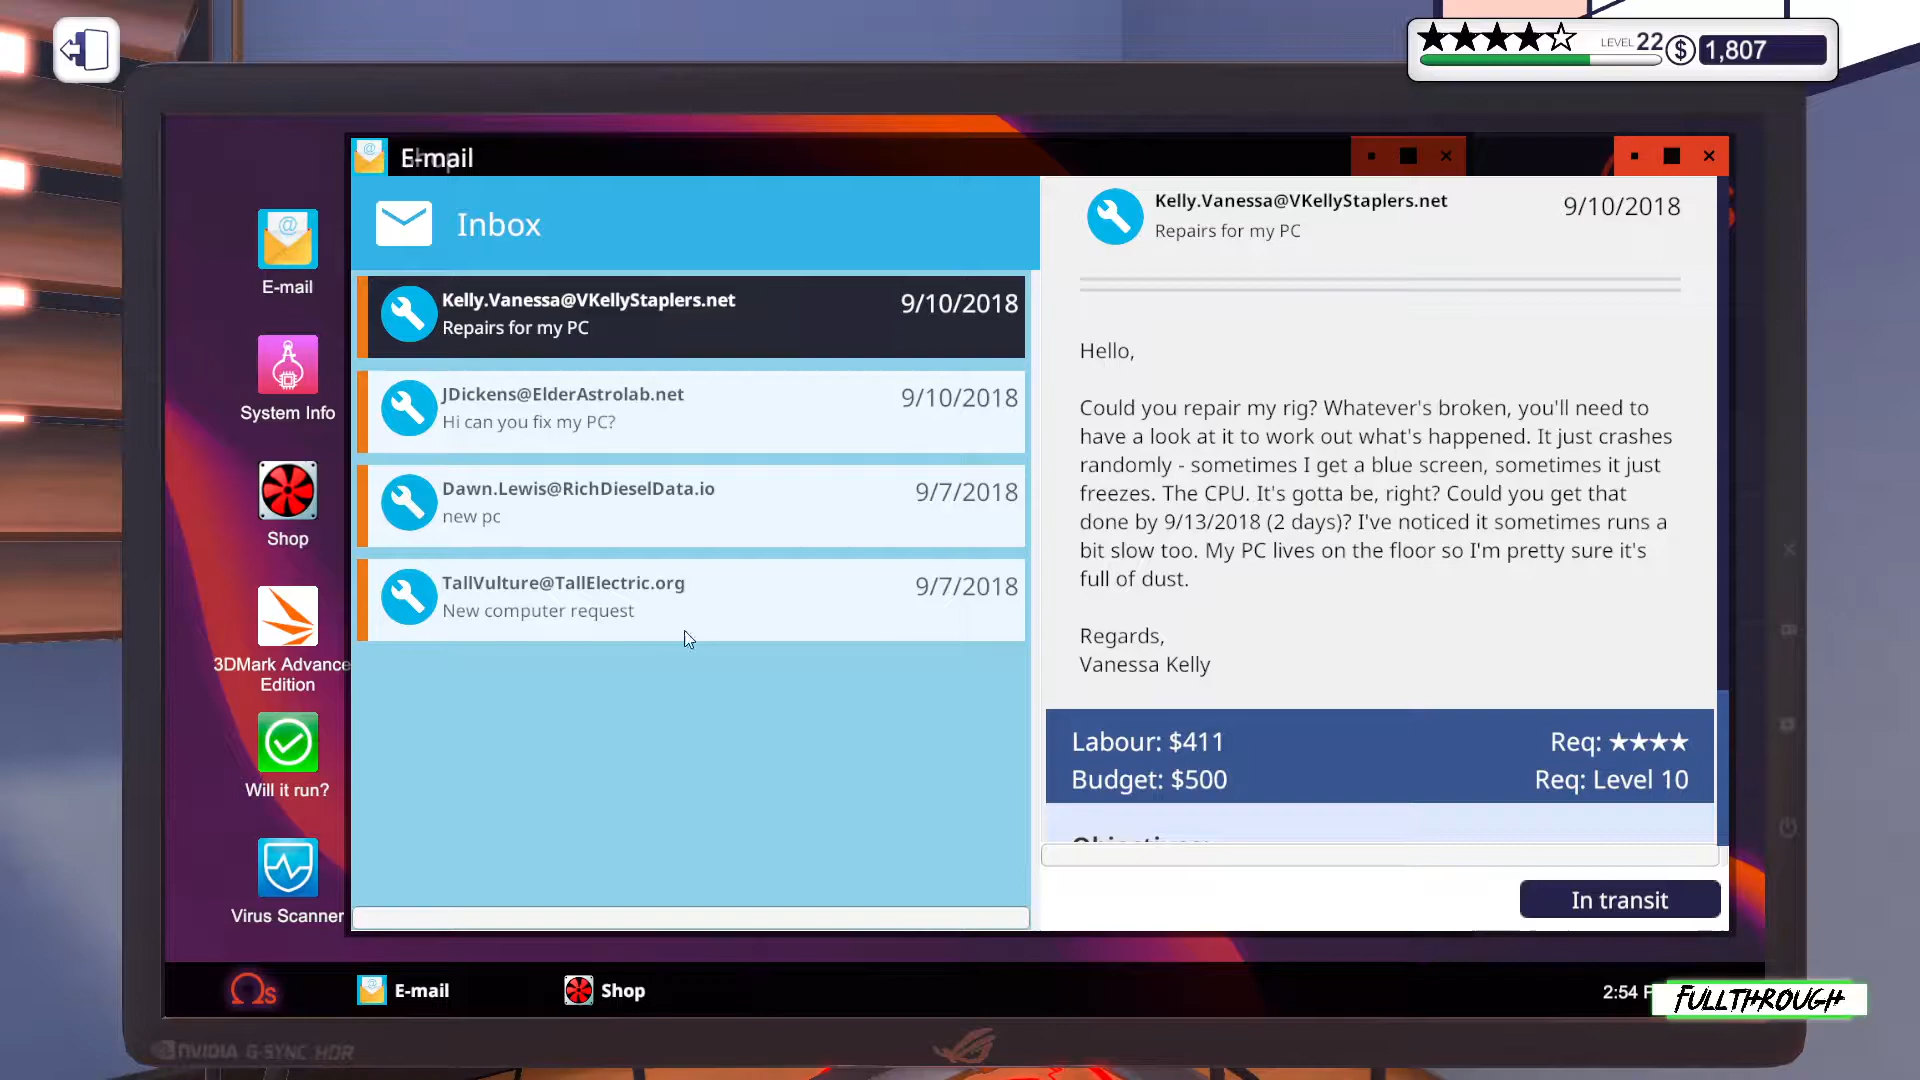 LEVEL 22
$ 1,807
E-mail
Inbox
Kelly.Vanessa@VKellyStaplers.net
9/10/2018
Repairs for my PC
JDickens@ElderAstrolab.net
9/10/2018
Hi can you fix my PC?
Dawn.Lewis@RichDieselData.io
9/7/2018
new pc
TallVulture@TallElectric.org
9/7/2018
New computer request
Kelly.Vanessa@VKellyStaplers.net
9/10/2018
Repairs for my PC
Hello,
Could you repair my rig? Whatever's broken, you'll need to
have a look at it to work out what's happened. It just crashes
randomly - sometimes I get a blue screen, sometimes it just
freezes. The CPU. It's gotta be, right? Could you get that
done by 9/13/2018 (2 days)? I've noticed it sometimes runs a
bit slow too. My PC lives on the floor so I'm pretty sure it's
full of dust.
Regards,
Vanessa Kelly
Labour: $411
Req: ★★★★
Budget: $500
Req: Level 10
In transit
E-mail
System Info
Shop
3DMark Advance
Edition
Will it run?
Virus Scanner
Ωs
E-mail
Shop
2:54 P
FULLTHROUGH
NVIDIA G-SYNC HDR